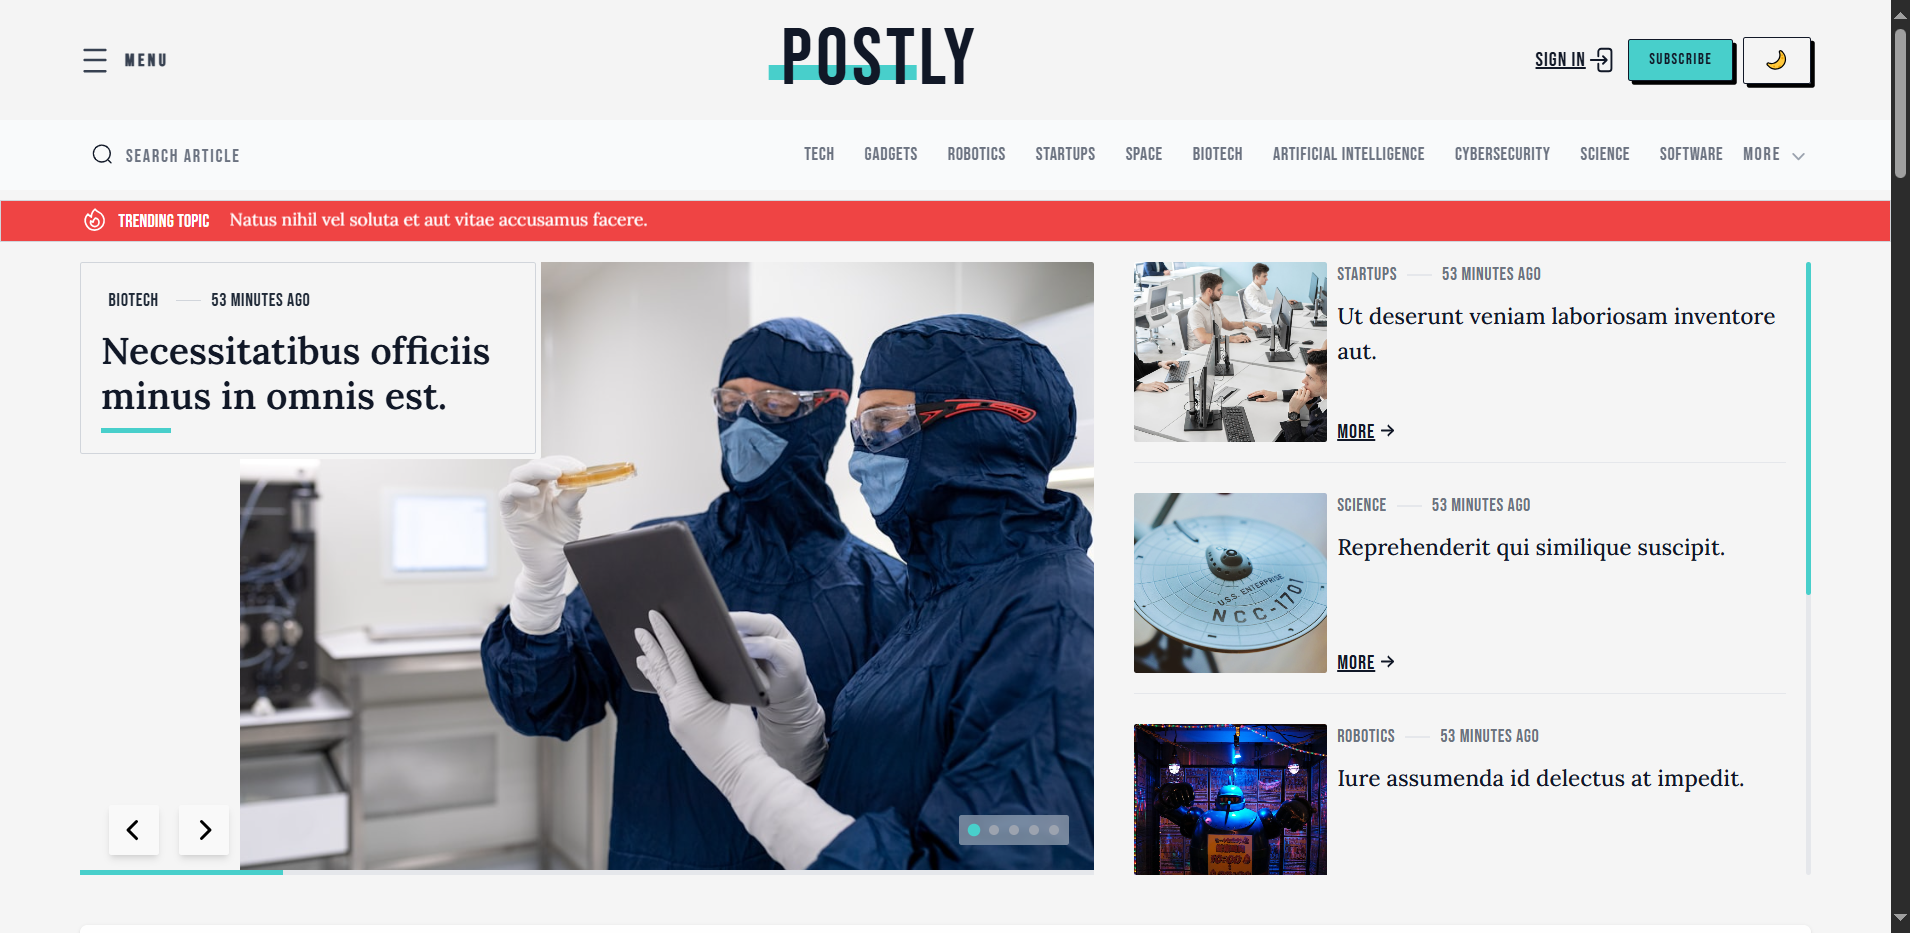 MENU
POSTLY
SIGN IN
SUBSCRIBE
SEARCH ARTICLE
TECH
GADGETS
ROBOTICS
STARTUPS
SPACE
BIOTECH
ARTIFICIAL INTELLIGENCE
CYBERSECURITY
SCIENCE
SOFTWARE
MORE
TRENDING TOPIC
Natus nihil vel soluta et aut vitae accusamus facere.
BIOTECH
53 MINUTES AGO
Necessitatibus officiis
minus in omnis est.
STARTUPS
53 MINUTES AGO
Ut deserunt veniam laboriosam inventore
aut.
MORE
SCIENCE
53 MINUTES AGO
Reprehenderit qui similique suscipit.
U.S.S. ENTERPRISE
NCC-1701
MORE
ROBOTICS
53 MINUTES AGO
Iure assumenda id delectus at impedit.